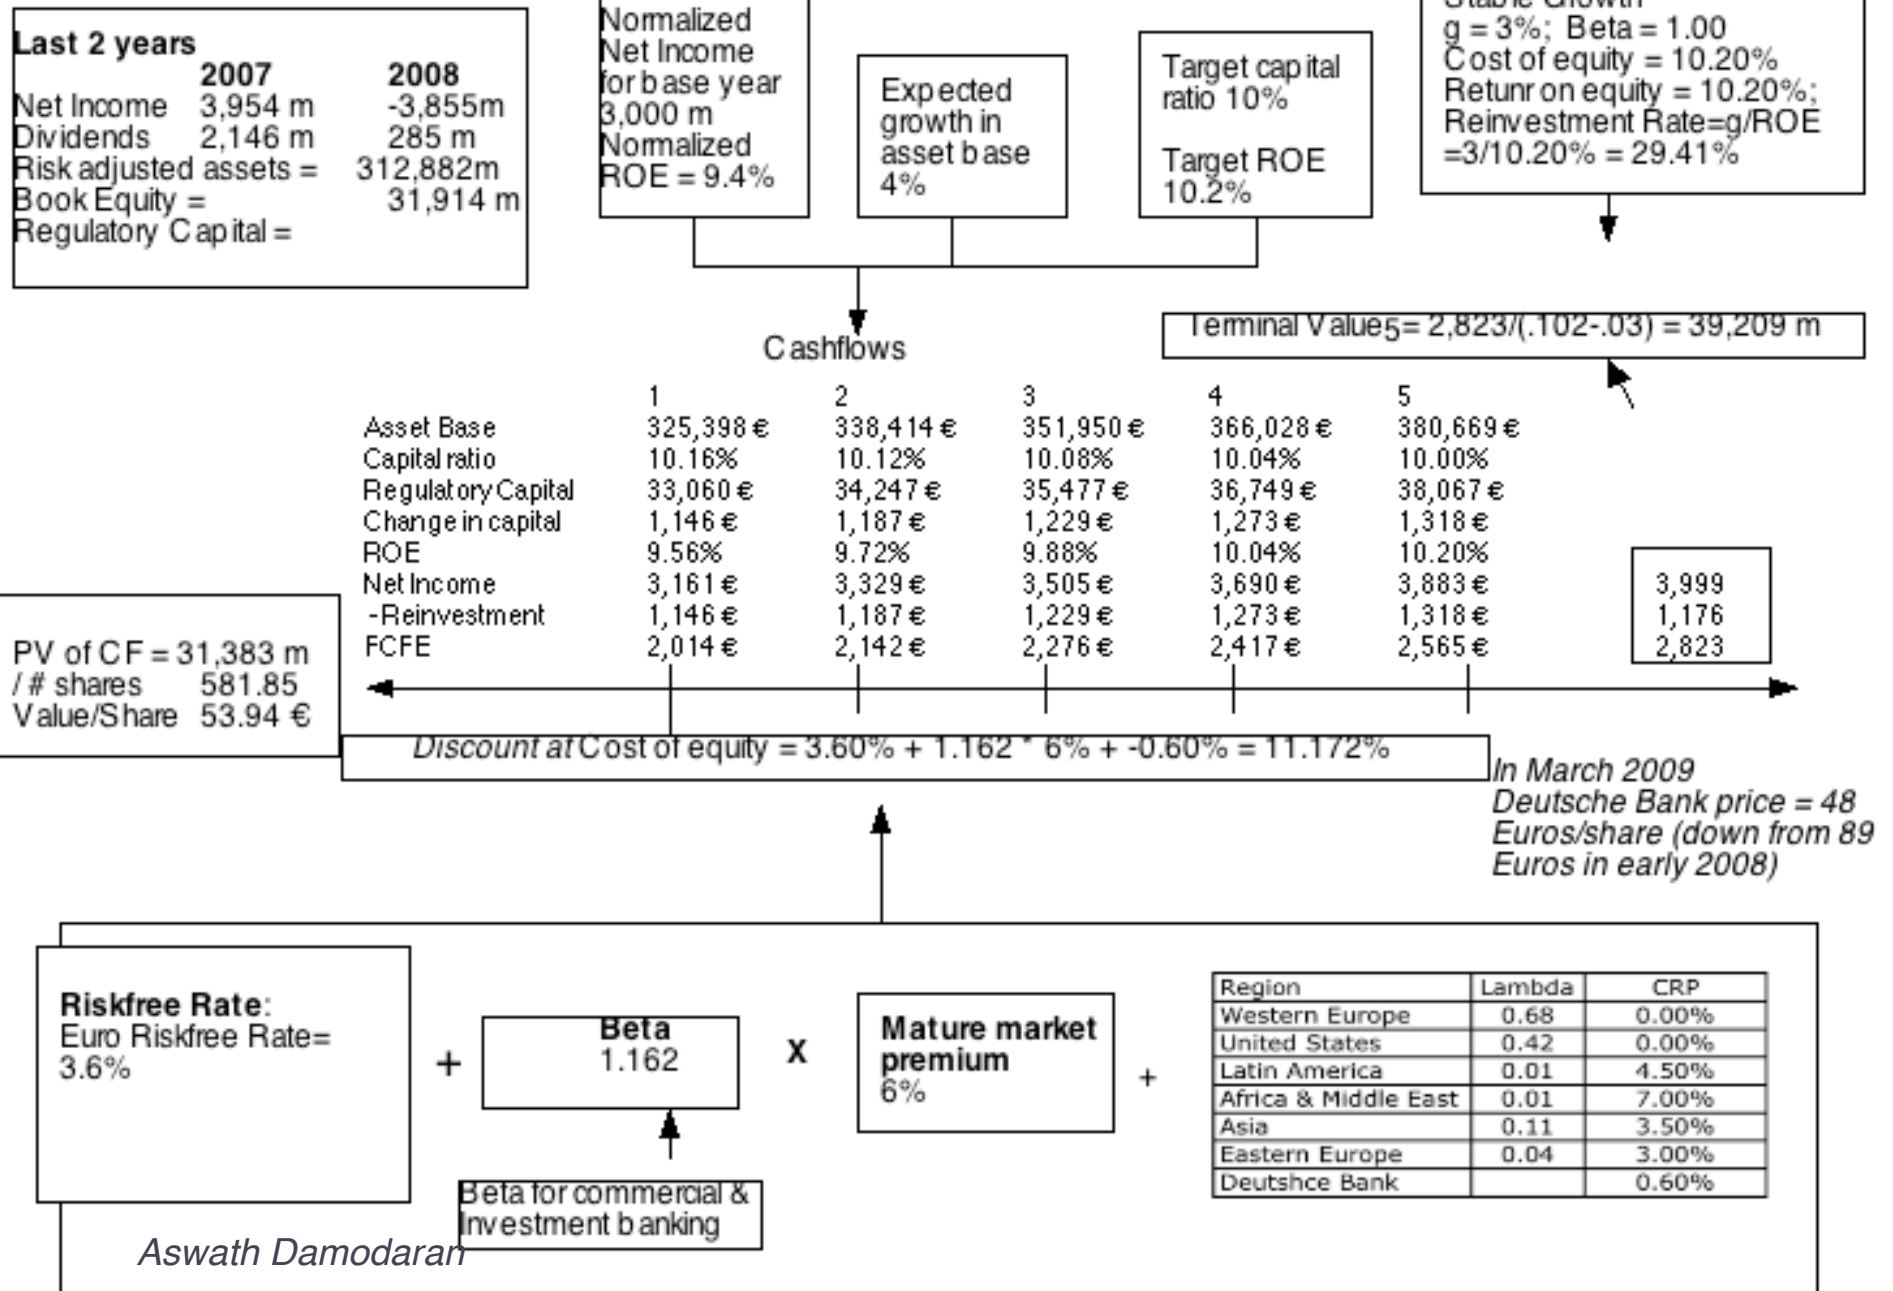 Last 2 years
2007 2008
Net Income 3,954 m -3,855m
Dividends 2,146 m 285 m
Risk adjusted assets = 312,882m
Book Equity = 31,914 m
Regulatory Capital =
Normalized
Net Income
for base year
3,000 m
Normalized
ROE = 9.4%
Expected
growth in
asset base
4%
Target capital
ratio 10%
Target ROE
10.2%
Stable Growth
g = 3%; Beta = 1.00
Cost of equity = 10.20%
Retunr on equity = 10.20%;
Reinvestment Rate=g/ROE
=3/10.20% = 29.41%
Terminal Value5= 2,823/(.102-.03) = 39,209 m
Cashflows
1 2 3 4 5
Asset Base 325,398 € 338,414 € 351,950 € 366,028 € 380,669 €
Capital ratio 10.16% 10.12% 10.08% 10.04% 10.00%
Regulatory Capital 33,060 € 34,247 € 35,477 € 36,749 € 38,067 €
Change in capital 1,146 € 1,187 € 1,229 € 1,273 € 1,318 €
ROE 9.56% 9.72% 9.88% 10.04% 10.20%
Net Income 3,161 € 3,329 € 3,505 € 3,690 € 3,883 € 3,999
-Reinvestment 1,146 € 1,187 € 1,229 € 1,273 € 1,318 € 1,176
FCFE 2,014 € 2,142 € 2,276 € 2,417 € 2,565 € 2,823
PV of CF = 31,383 m
/ # shares 581.85
Value/Share 53.94 €
Discount at Cost of equity = 3.60% + 1.162 * 6% + -0.60% = 11.172%
In March 2009
Deutsche Bank price = 48
Euros/share (down from 89
Euros in early 2008)
Riskfree Rate:
Euro Riskfree Rate=
3.6%
+
Beta
1.162
X
Mature market
premium
6%
+
Beta for commercial &
Investment banking
Region Lambda CRP
Western Europe 0.68 0.00%
United States 0.42 0.00%
Latin America 0.01 4.50%
Africa & Middle East 0.01 7.00%
Asia 0.11 3.50%
Eastern Europe 0.04 3.00%
Deutshce Bank 0.60%
Aswath Damodaran